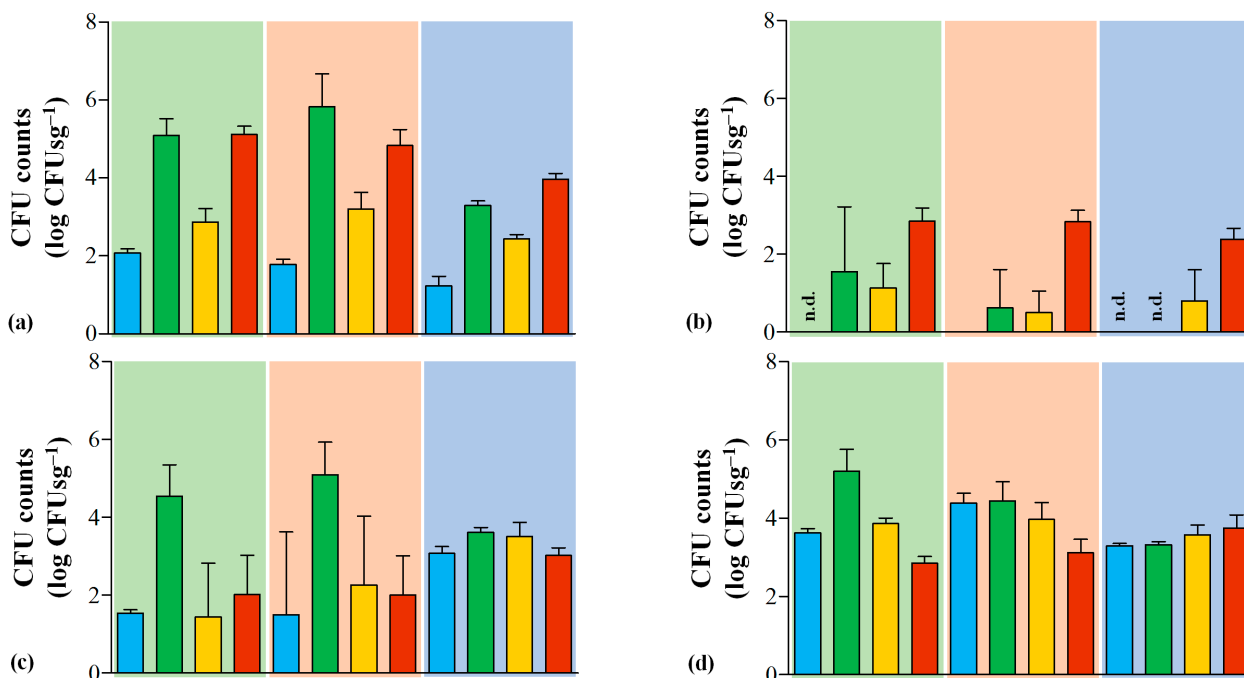 8
6
4
2
0
CFU counts
(log CFUsg⁻¹)
(a)
8
6
4
2
0
CFU counts
(log CFUsg⁻¹)
n.d.
n.d.
n.d.
(b)
8
6
4
2
0
CFU counts
(log CFUsg⁻¹)
(c)
8
6
4
2
0
CFU counts
(log CFUsg⁻¹)
(d)